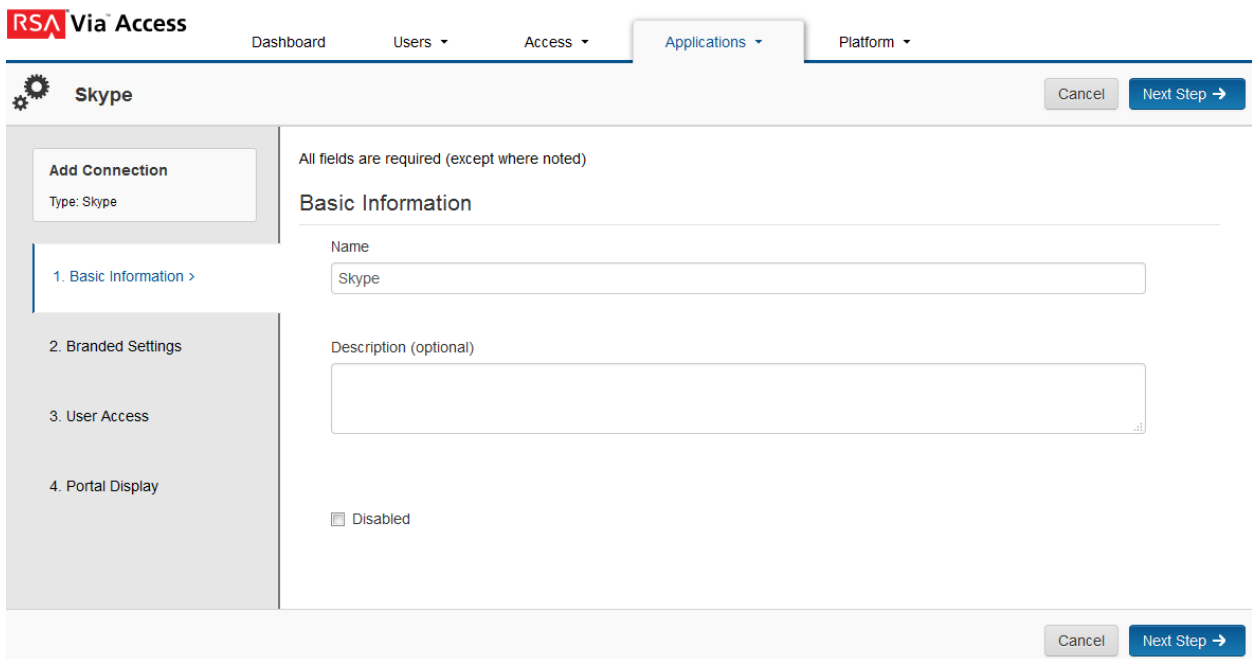 RSA Via™ Access
Dashboard Users Access Applications Platform
Skype
Cancel Next Step
Add Connection
Type: Skype
All fields are required (except where noted)
Basic Information
Name
1. Basic Information >
Skype
2. Branded Settings
Description (optional)
3. User Access
4. Portal Display
Disabled
Cancel Next Step